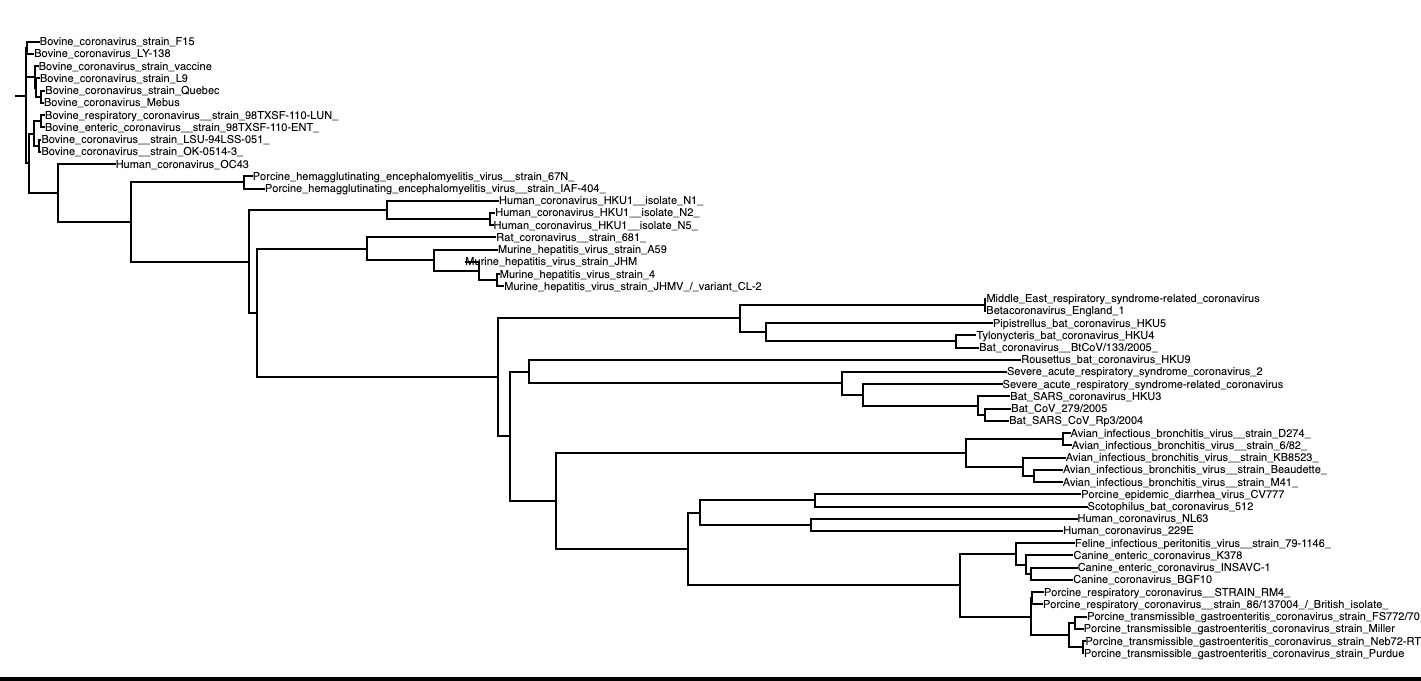 Bovine_coronavirus_strain_F15
Bovine_coronavirus_LY-138
Bovine_coronavirus_strain_vaccine
Bovine_coronavirus_strain_L9
Bovine_coronavirus_strain_Quebec
Bovine_coronavirus_Mebus
Bovine_respiratory_coronavirus__strain_98TXSF-110-LUN_
Bovine_enteric_coronavirus__strain_98TXSF-110-ENT_
Bovine_coronavirus__strain_LSU-94LSS-051_
Bovine_coronavirus__strain_OK-0514-3_
Human_coronavirus_OC43
Porcine_hemagglutinating_encephalomyelitis_virus__strain_67N_
Porcine_hemagglutinating_encephalomyelitis_virus__strain_IAF-404_
Human_coronavirus_HKU1__isolate_N1_
Human_coronavirus_HKU1__isolate_N2_
Human_coronavirus_HKU1__isolate_N5_
Rat_coronavirus__strain_681_
Murine_hepatitis_virus_strain_A59
Murine_hepatitis_virus_strain_JHM
Murine_hepatitis_virus_strain_4
Murine_hepatitis_virus_strain_JHMV_/_variant_CL-2
Middle_East_respiratory_syndrome-related_coronavirus
Betacoronavirus_England_1
Pipistrellus_bat_coronavirus_HKU5
Tylonycteris_bat_coronavirus_HKU4
Bat_coronavirus__BtCoV/133/2005_
Rousettus_bat_coronavirus_HKU9
Severe_acute_respiratory_syndrome_coronavirus_2
Severe_acute_respiratory_syndrome-related_coronavirus
Bat_SARS_coronavirus_HKU3
Bat_CoV_279/2005
Bat_SARS_CoV_Rp3/2004
Avian_infectious_bronchitis_virus__strain_D274_
Avian_infectious_bronchitis_virus__strain_6/82_
Avian_infectious_bronchitis_virus__strain_KB8523_
Avian_infectious_bronchitis_virus__strain_Beaudette_
Avian_infectious_bronchitis_virus__strain_M41_
Porcine_epidemic_diarrhea_virus_CV777
Scotophilus_bat_coronavirus_512
Human_coronavirus_NL63
Human_coronavirus_229E
Feline_infectious_peritonitis_virus__strain_79-1146_
Canine_enteric_coronavirus_K378
Canine_enteric_coronavirus_INSAVC-1
Canine_coronavirus_BGF10
Porcine_respiratory_coronavirus__STRAIN_RM4_
Porcine_respiratory_coronavirus__strain_86/137004_/_British_isolate_
Porcine_transmissible_gastroenteritis_coronavirus_strain_FS772/70
Porcine_transmissible_gastroenteritis_coronavirus_strain_Miller
Porcine_transmissible_gastroenteritis_coronavirus_strain_Neb72-RT
Porcine_transmissible_gastroenteritis_coronavirus_strain_Purdue